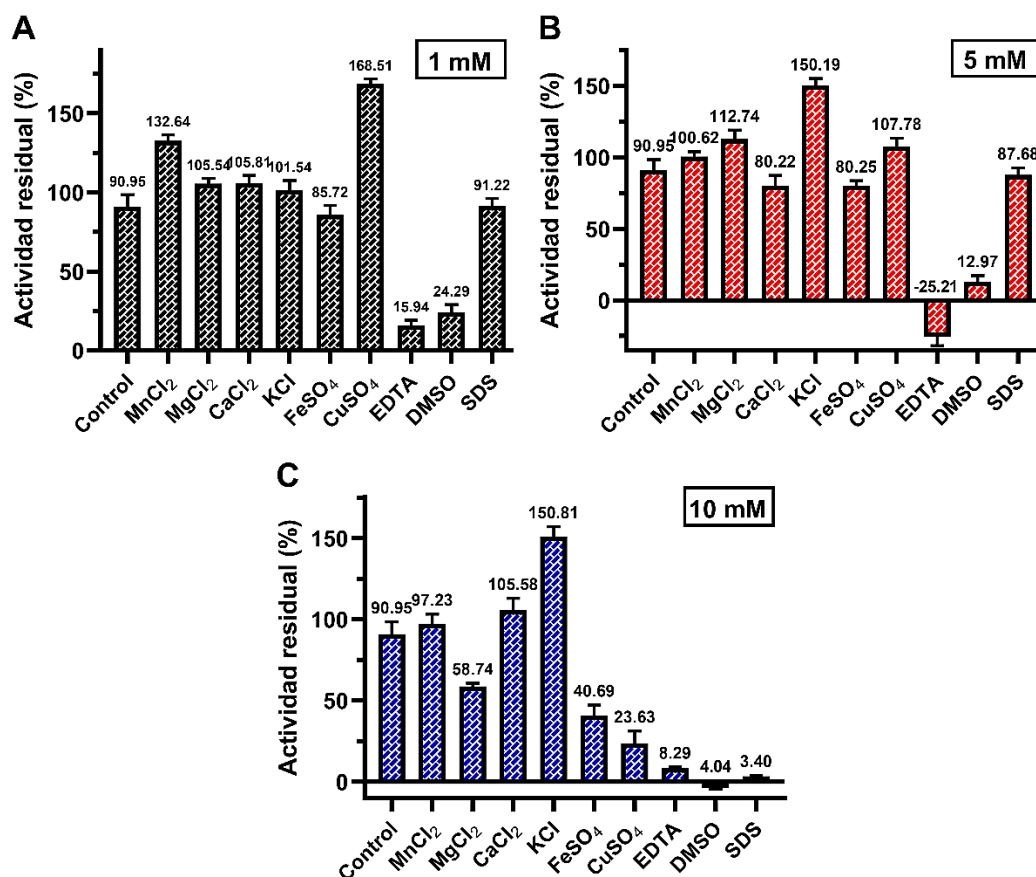 A
1 mM
Actividad residual (%)
150
100
50
0
90.95
132.64
105.54
105.81
101.54
85.72
168.51
15.94
24.29
91.22
Control
MnCl₂
MgCl₂
CaCl₂
KCl
FeSO₄
CuSO₄
EDTA
DMSO
SDS
B
5 mM
Actividad residual (%)
150
100
50
0
90.95
100.62
112.74
80.22
150.19
80.25
107.78
-25.21
12.97
87.68
Control
MnCl₂
MgCl₂
CaCl₂
KCl
FeSO₄
CuSO₄
EDTA
DMSO
SDS
C
10 mM
Actividad residual (%)
150
100
50
0
90.95
97.23
58.74
105.58
150.81
40.69
23.63
8.29
4.04
3.40
Control
MnCl₂
MgCl₂
CaCl₂
KCl
FeSO₄
CuSO₄
EDTA
DMSO
SDS